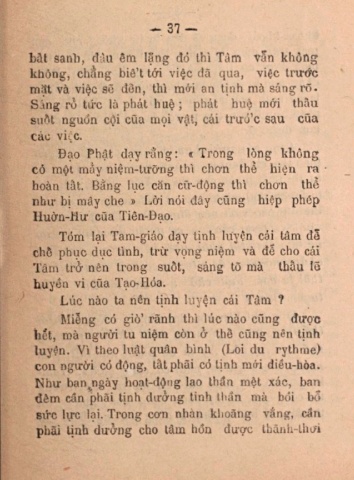 — 37 —
bất sanh, đâu êm lặng đó thì Tâm vẫn không
không, chẳng biết tới việc đã qua, việc trước
mặt và việc sẽ đến, thì mới an tịnh mà sáng rõ.
Sáng rỏ tức là phát huệ ; phát huệ mới thấu
suốt nguồn cội của mọi vật, cái trước sau của
các việc.
Đạo Phật dạy rằng: « Trong lòng không
có một mảy niệm-tưởng thì chơn thể hiện ra
hoàn tất. Bằng lục căn cử-động thì chơn thể
như bị mây che » Lời nói đây cũng hiệp phép
Huờn-Hư của Tiên-Đạo.
Tóm lại Tam-giáo dạy tịnh luyện cái tâm để
chế phục dục tình, trừ vọng niệm và để cho cái
Tâm trở nên trong suốt, sáng tỏ mà thấu lẽ
huyền vi của Tạo-Hóa.
Lúc nào ta nên tịnh luyện cái Tâm ?
Miễng có giờ rãnh thì lúc nào cũng được
hết, mà người tu niệm còn ở thế cũng nên tịnh
luyện. Vì theo luật quân bình (Loi du rythme)
con người có động, tất phải có tịnh mới điều-hòa.
Như ban ngày hoạt-động lao thần mệt xác, ban
đêm cần phải tịnh dưỡng tinh thần mà bồi bổ
sức lực lại. Trong cơn nhàn khoãng vắng, cần
phải tịnh dưỡng cho tâm hồn được thảnh-thơi